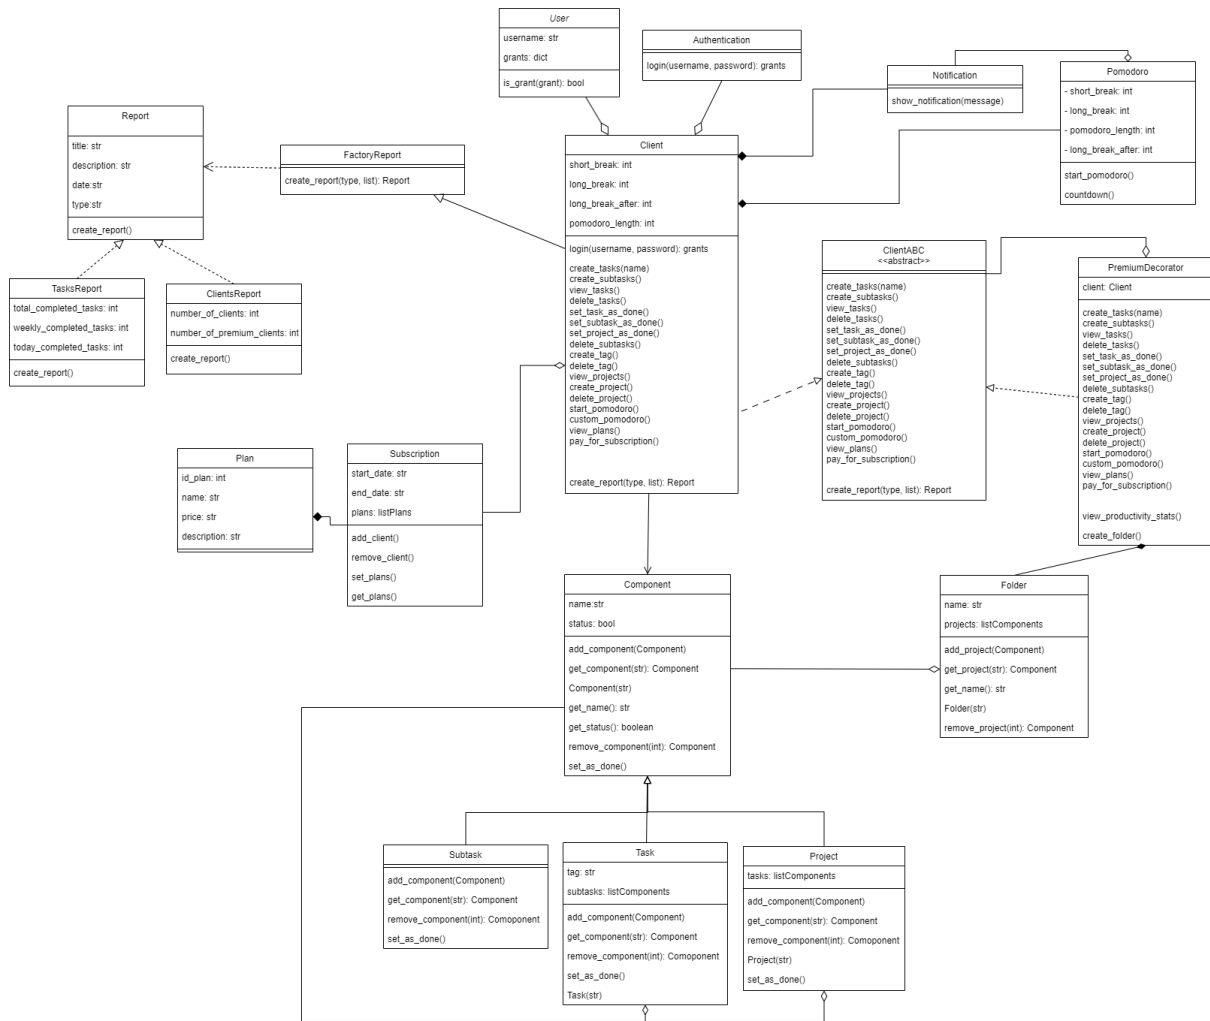 User
username: str
grants: dict
is_grant(grant): bool
Authentication
login(username, password): grants
Notification
show_notification(message)
Pomodoro
- short_break: int
- long_break: int
- pomodoro_length: int
- long_break_after: int
start_pomodoro()
countdown()
Report
title: str
description: str
date:str
type:str
create_report()
FactoryReport
create_report(type, list): Report
Client
short_break: int
long_break: int
long_break_after: int
pomodoro_length: int
login(username, password): grants
create_tasks(name)
create_subtasks()
view_tasks()
delete_tasks()
set_task_as_done()
set_subtask_as_done()
set_project_as_done()
delete_subtasks()
create_tag()
delete_tag()
view_projects()
create_project()
delete_project()
start_pomodoro()
custom_pomodoro()
view_plans()
pay_for_subscription()
create_report(type, list): Report
ClientABC
<<abstract>>
create_tasks(name)
create_subtasks()
view_tasks()
delete_tasks()
set_task_as_done()
set_subtask_as_done()
set_project_as_done()
delete_subtasks()
create_tag()
delete_tag()
view_projects()
create_project()
delete_project()
start_pomodoro()
custom_pomodoro()
view_plans()
pay_for_subscription()
create_report(type, list): Report
PremiumDecorator
client: Client
create_tasks(name)
create_subtasks()
view_tasks()
delete_tasks()
set_task_as_done()
set_subtask_as_done()
set_project_as_done()
delete_subtasks()
create_tag()
delete_tag()
view_projects()
create_project()
delete_project()
start_pomodoro()
custom_pomodoro()
view_plans()
pay_for_subscription()
view_productivity_stats()
create_folder()
TasksReport
total_completed_tasks: int
weekly_completed_tasks: int
today_completed_tasks: int
create_report()
ClientsReport
number_of_clients: int
number_of_premium_clients: int
create_report()
Plan
id_plan: int
name: str
price: str
description: str
Subscription
start_date: str
end_date: str
plans: listPlans
add_client()
remove_client()
set_plans()
get_plans()
Component
name:str
status: bool
add_component(Component)
get_component(str): Component
Component(str)
get_name(): str
get_status(): boolean
remove_component(int): Component
set_as_done()
Folder
name: str
projects: listComponents
add_project(Component)
get_project(str): Component
get_name(): str
Folder(str)
remove_project(int): Component
Subtask
add_component(Component)
get_component(str): Component
remove_component(int): Comoponent
set_as_done()
Task
tag: str
subtasks: listComponents
add_component(Component)
get_component(str): Component
remove_component(int): Comoponent
set_as_done()
Task(str)
Project
tasks: listComponents
add_component(Component)
get_component(str): Component
remove_component(int): Comoponent
Project(str)
set_as_done()